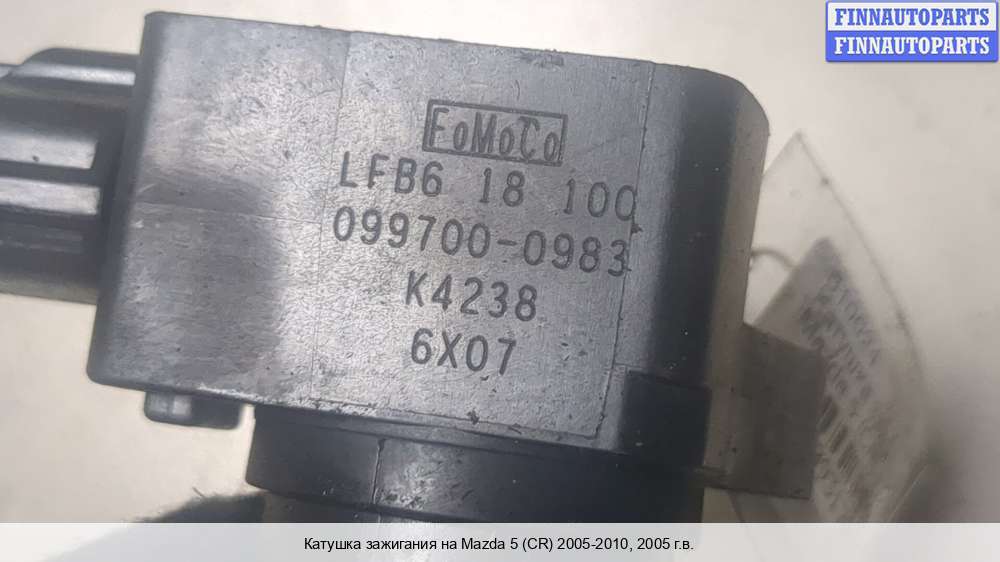 FINNAUTOPARTS
FINNAUTOPARTS
FoMoCo
LFB6 18 100
099700-0983
K4238
6X07
Катушка зажигания на Mazda 5 (CR) 2005-2010, 2005 г.в.